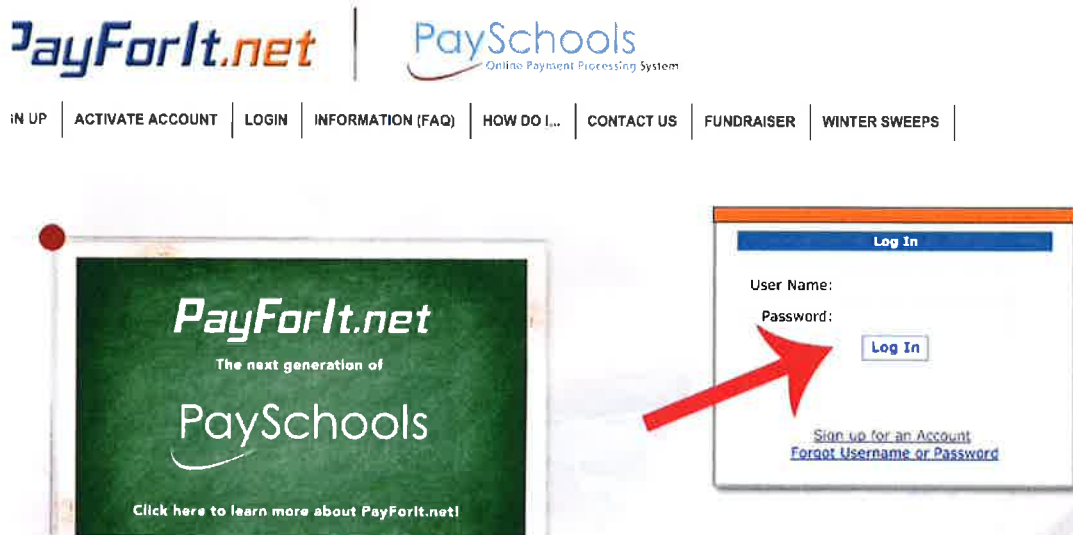 PayForIt.net
PaySchools
Online Payment Processing System
GN UP | ACTIVATE ACCOUNT | LOGIN | INFORMATION (FAQ) | HOW DO I... | CONTACT US | FUNDRAISER | WINTER SWEEPS
PayForIt.net
The next generation of
PaySchools
Click here to learn more about PayForIt.net!
Log In
User Name:
Password:
Log In
Sign up for an Account
Forgot Username or Password